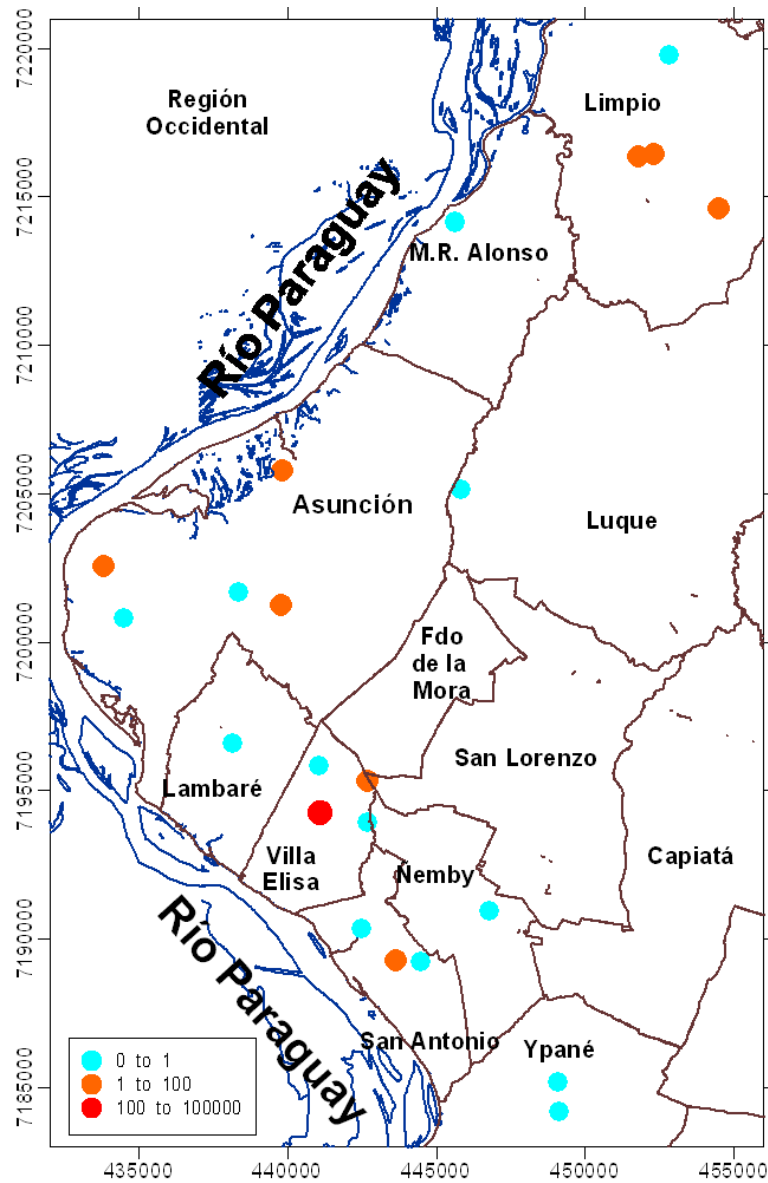 7220000
7215000
7210000
7205000
7200000
7195000
7190000
7185000
Región
Occidental
Limpio
Río Paraguay
M.R. Alonso
Asunción
Luque
Fdo
de la
Mora
San Lorenzo
Lambaré
Villa
Elisa
Ñemby
Capiatá
Río Paraguay
San Antonio
Ypané
0 to 1
1 to 100
100 to 100000
435000 440000 445000 450000 455000